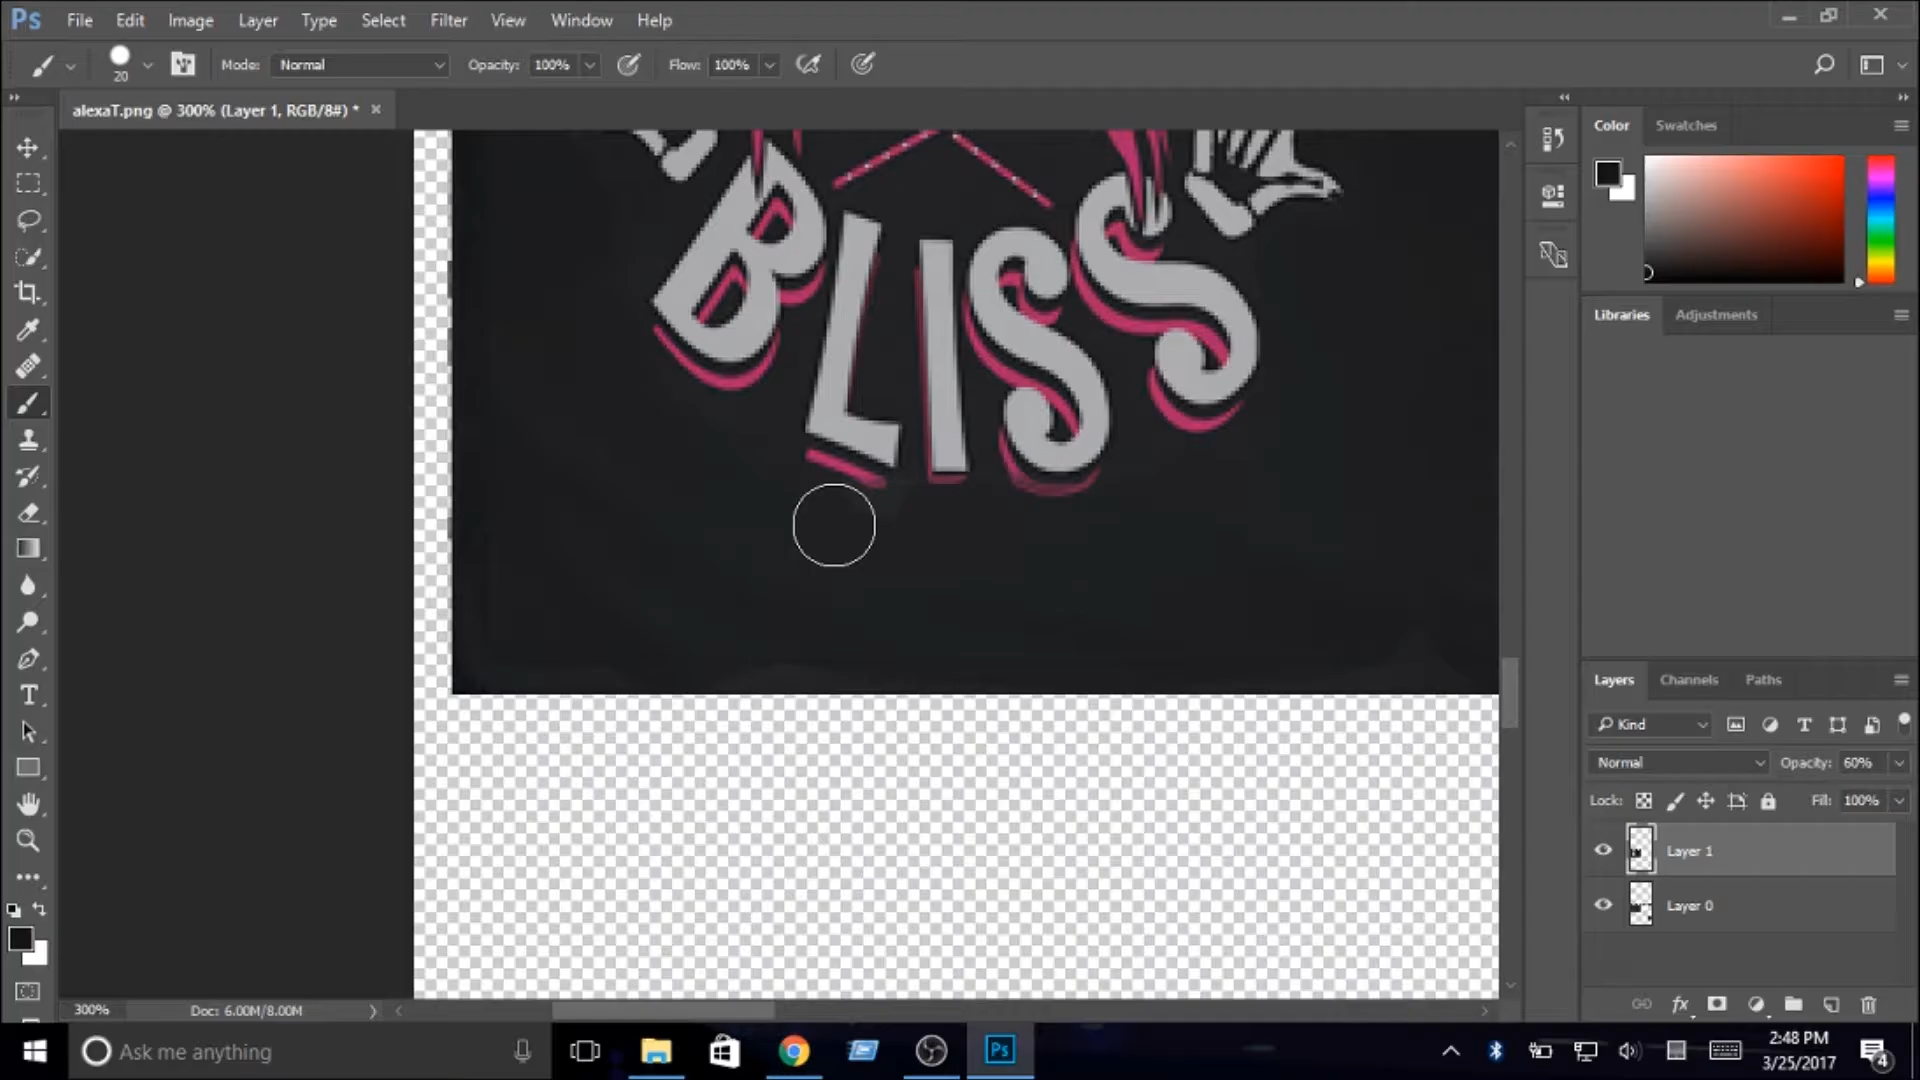 Ps File Edit Image Layer Type Select Filter View Window Help
20 Mode: Normal Opacity: 100% Flow: 100%
alexaT.png @ 300% (Layer 1, RGB/8#) * ×
Color Swatches
BLISS
Libraries Adjustments
Layers Channels Paths
Kind
Normal Opacity: 60%
Lock: Fill: 100%
Layer 1
Layer 0
fx
300% Doc: 6.00M/8.00M
Ask me anything
Ps
2:48 PM
3/25/2017
4